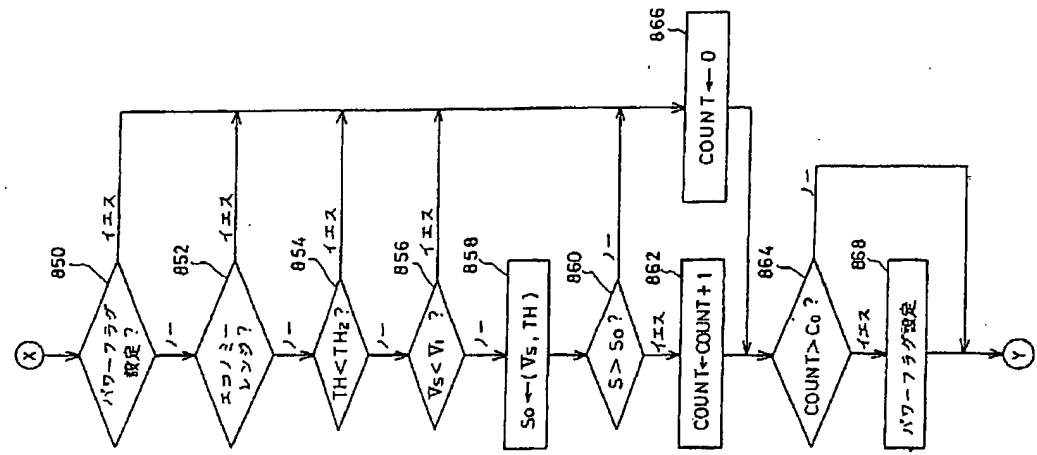 X
850
パワーフラグ
設定?
イエス
ノー
852
エコノミー
レンジ?
イエス
ノー
854
TH<TH₂?
イエス
ノー
856
Vs<V₁ ?
イエス
ノー
858
So←(Vs, TH)
860
S>So?
ノー
イエス
862
COUNT←COUNT+1
866
COUNT←0
864
COUNT>Co?
ノー
イエス
868
パワーフラグ設定
Y